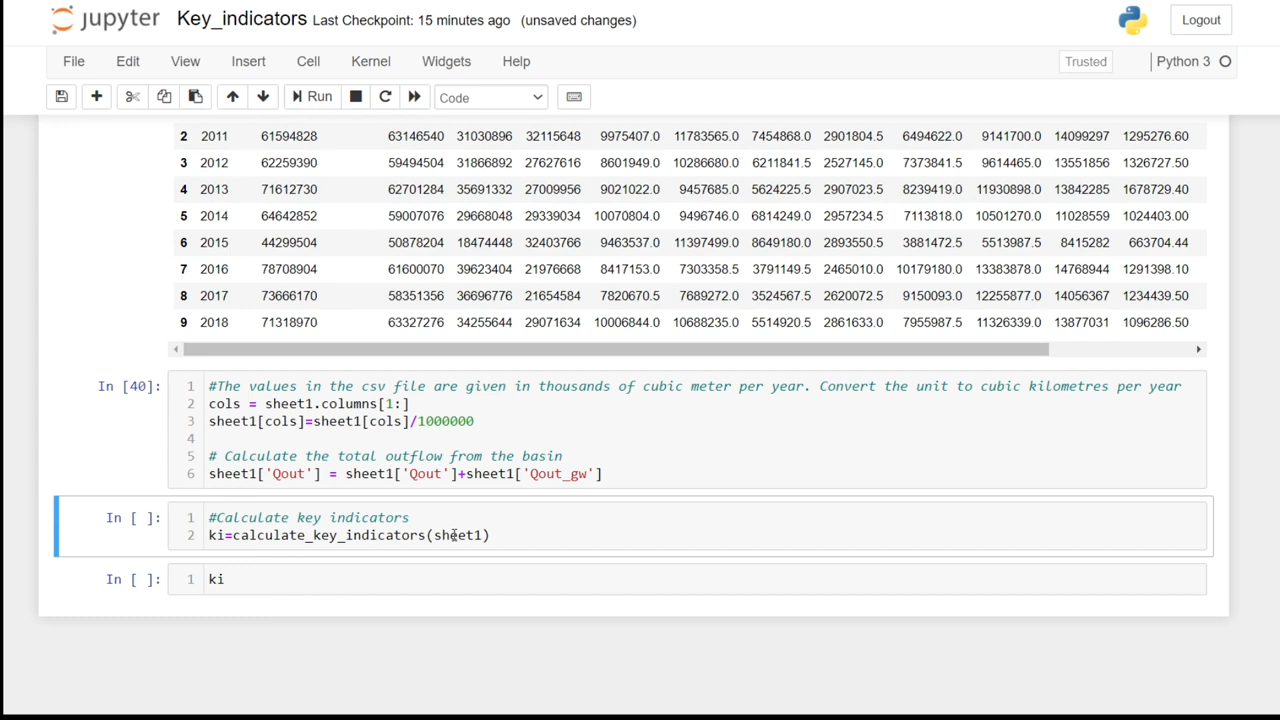 jupyter Key_indicators Last Checkpoint: 15 minutes ago (unsaved changes) Logout
File Edit View Insert Cell Kernel Widgets Help Trusted Python 3
Run Code
2 2011 61594828 63146540 31030896 32115648 9975407.0 11783565.0 7454868.0 2901804.5 6494622.0 9141700.0 14099297 1295276.60
3 2012 62259390 59494504 31866892 27627616 8601949.0 10286680.0 6211841.5 2527145.0 7373841.5 9614465.0 13551856 1326727.50
4 2013 71612730 62701284 35691332 27009956 9021022.0 9457685.0 5624225.5 2907023.5 8239419.0 11930898.0 13842285 1678729.40
5 2014 64642852 59007076 29668048 29339034 10070804.0 9496746.0 6814249.0 2957234.5 7113818.0 10501270.0 11028559 1024403.00
6 2015 44299504 50878204 18474448 32403766 9463537.0 11397499.0 8649180.0 2893550.5 3881472.5 5513987.5 8415282 663704.44
7 2016 78708904 61600070 39623404 21976668 8417153.0 7303358.5 3791149.5 2465010.0 10179180.0 13383878.0 14768944 1291398.10
8 2017 73666170 58351356 36696776 21654584 7820670.5 7689272.0 3524567.5 2620072.5 9150093.0 12255877.0 14056367 1234439.50
9 2018 71318970 63327276 34255644 29071634 10006844.0 10688235.0 5514920.5 2861633.0 7955987.5 11326339.0 13877031 1096286.50
In [40]: 1 #The values in the csv file are given in thousands of cubic meter per year. Convert the unit to cubic kilometres per year
2 cols = sheet1.columns[1:]
3 sheet1[cols]=sheet1[cols]/1000000
4
5 # Calculate the total outflow from the basin
6 sheet1['Qout'] = sheet1['Qout']+sheet1['Qout_gw']
In [ ]: 1 #Calculate key indicators
2 ki=calculate_key_indicators(sheet1)
In [ ]: 1 ki